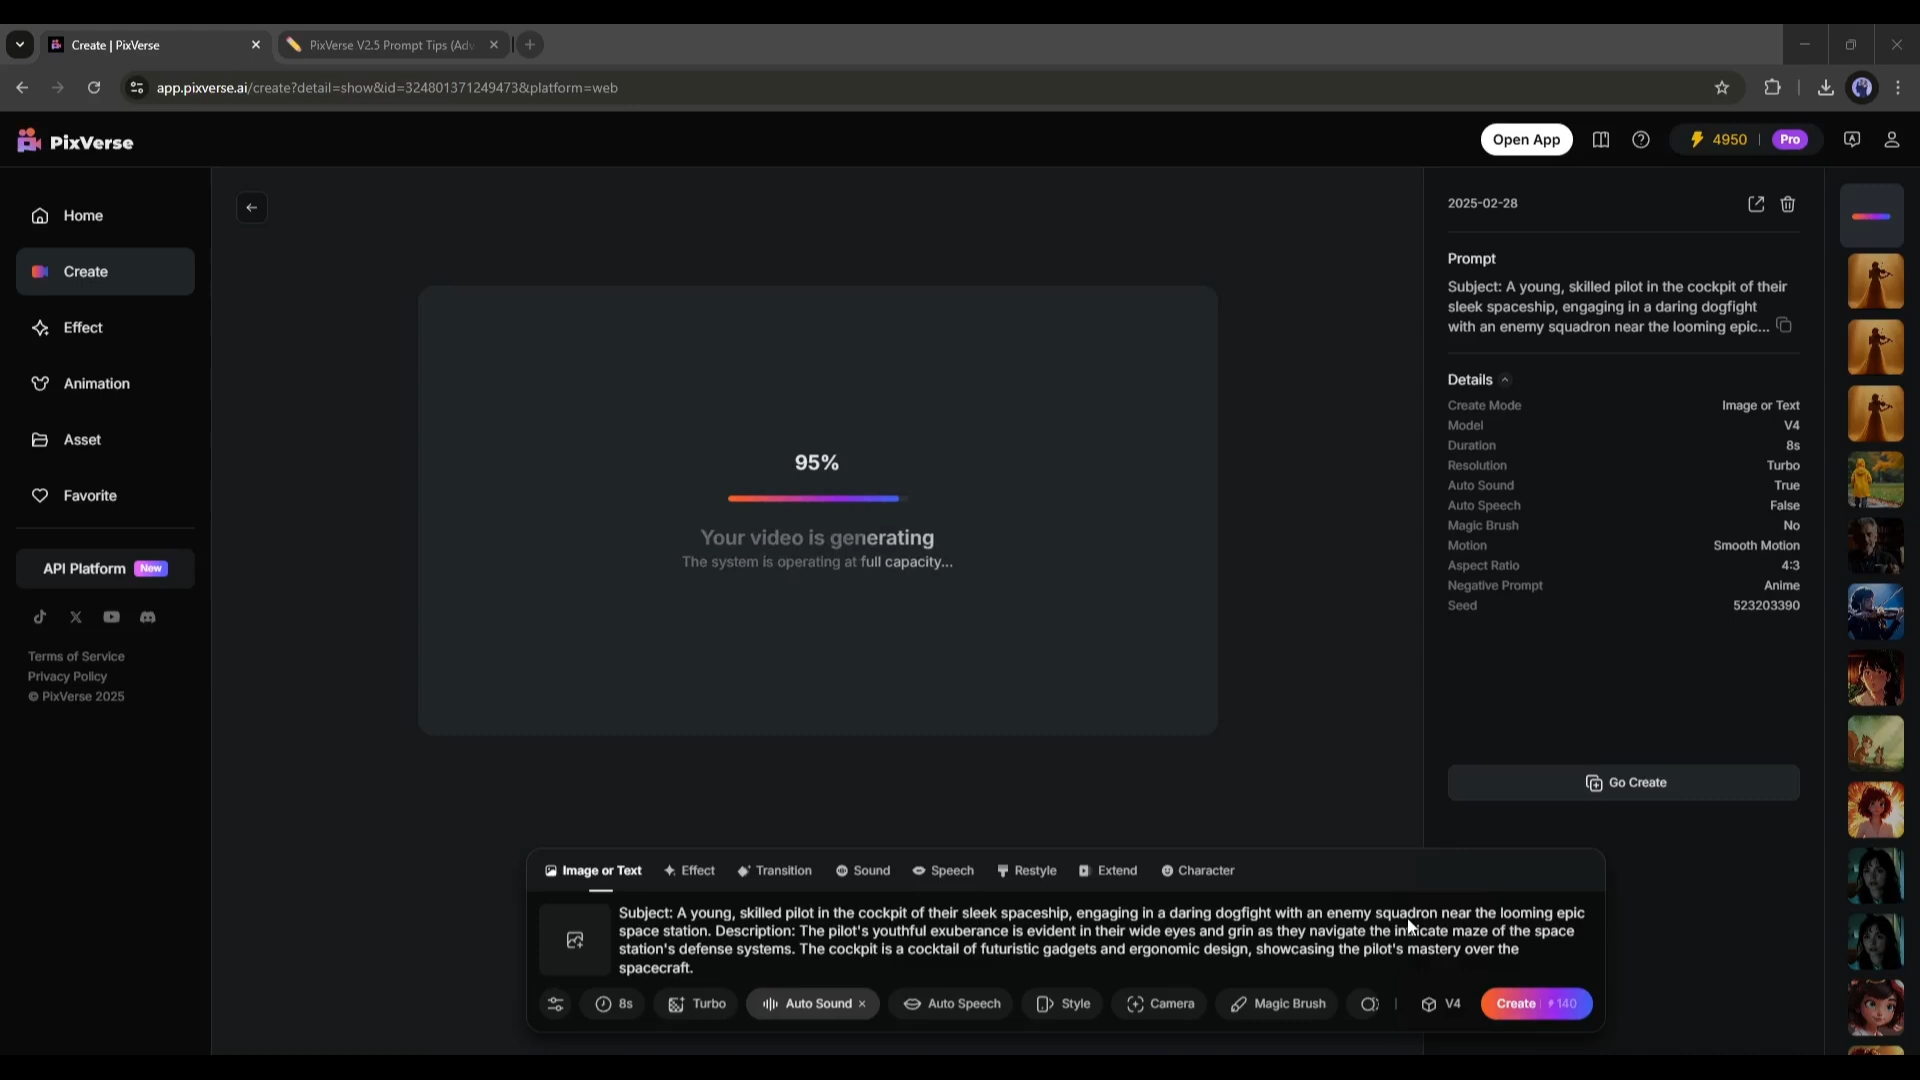 Create | PixVerse
PixVerse V2.5 Prompt Tips (Adv
app.pixverse.ai/create?detail=show&id=324801371249473&platform=web
PixVerse
Open App
4950
Pro
Home
Create
Effect
Animation
Asset
Favorite
API Platform New
Terms of Service
Privacy Policy
© PixVerse 2025
95%
Your video is generating
The system is operating at full capacity...
2025-02-28
Prompt
Subject: A young, skilled pilot in the cockpit of their
sleek spaceship, engaging in a daring dogfight
with an enemy squadron near the looming epic...
Details
Create Mode Image or Text
Model V4
Duration 8s
Resolution Turbo
Auto Sound True
Auto Speech False
Magic Brush No
Motion Smooth Motion
Aspect Ratio 4:3
Negative Prompt Anime
Seed 523203390
Go Create
Image or Text Effect Transition Sound Speech Restyle Extend Character
Subject: A young, skilled pilot in the cockpit of their sleek spaceship, engaging in a daring dogfight with an enemy squadron near the looming epic
space station. Description: The pilot's youthful exuberance is evident in their wide eyes and grin as they navigate the intricate maze of the space
station's defense systems. The cockpit is a cocktail of futuristic gadgets and ergonomic design, showcasing the pilot's mastery over the
spacecraft.
8s Turbo Auto Sound × Auto Speech Style Camera Magic Brush V4 Create 140